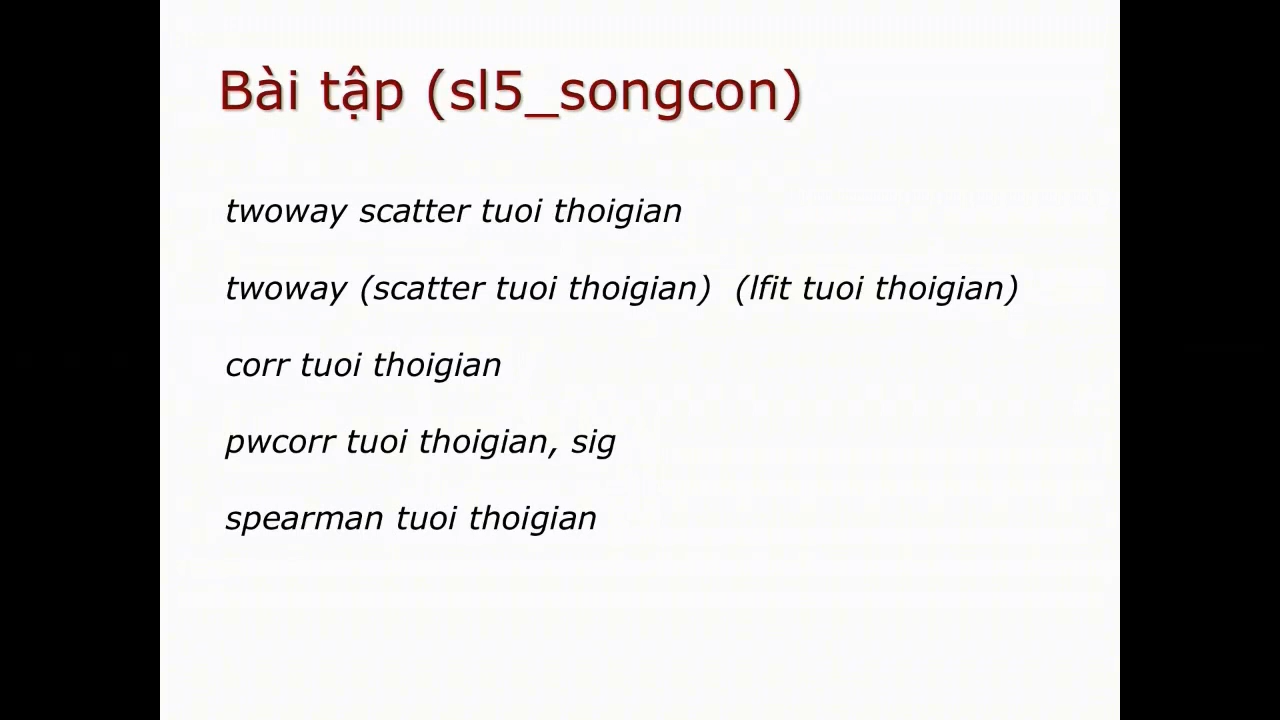 Bài tập (sl5_songcon)
twoway scatter tuoi thoigian
twoway (scatter tuoi thoigian) (lfit tuoi thoigian)
corr tuoi thoigian
pwcorr tuoi thoigian, sig
spearman tuoi thoigian